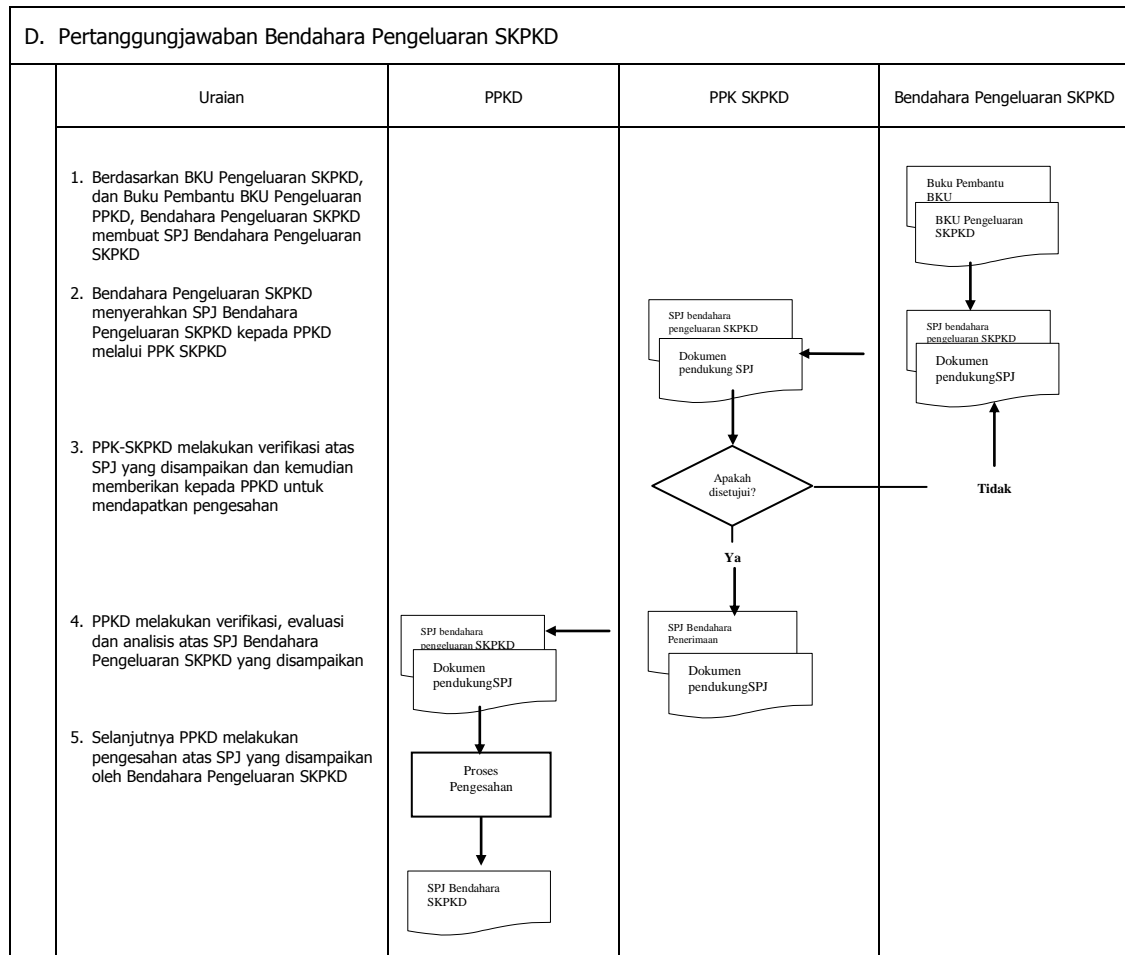 D. Pertanggungjawaban Bendahara Pengeluaran SKPKD
Uraian
PPKD
PPK SKPKD
Bendahara Pengeluaran SKPKD
1. Berdasarkan BKU Pengeluaran SKPKD,
dan Buku Pembantu BKU Pengeluaran
PPKD, Bendahara Pengeluaran SKPKD
membuat SPJ Bendahara Pengeluaran
SKPKD
2. Bendahara Pengeluaran SKPKD
menyerahkan SPJ Bendahara
Pengeluaran SKPKD kepada PPKD
melalui PPK SKPKD
3. PPK-SKPKD melakukan verifikasi atas
SPJ yang disampaikan dan kemudian
memberikan kepada PPKD untuk
mendapatkan pengesahan
4. PPKD melakukan verifikasi, evaluasi
dan analisis atas SPJ Bendahara
Pengeluaran SKPKD yang disampaikan
5. Selanjutnya PPKD melakukan
pengesahan atas SPJ yang disampaikan
oleh Bendahara Pengeluaran SKPKD
SPJ bendahara
pengeluaran SKPKD
Dokumen
pendukungSPJ
Proses
Pengesahan
SPJ Bendahara
SKPKD
SPJ bendahara
pengeluaran SKPKD
Dokumen
pendukung SPJ
Apakah
disetujui?
Ya
SPJ Bendahara
Penerimaan
Dokumen
pendukungSPJ
Buku Pembantu
BKU
BKU Pengeluaran
SKPKD
SPJ bendahara
pengeluaran SKPKD
Dokumen
pendukungSPJ
Tidak